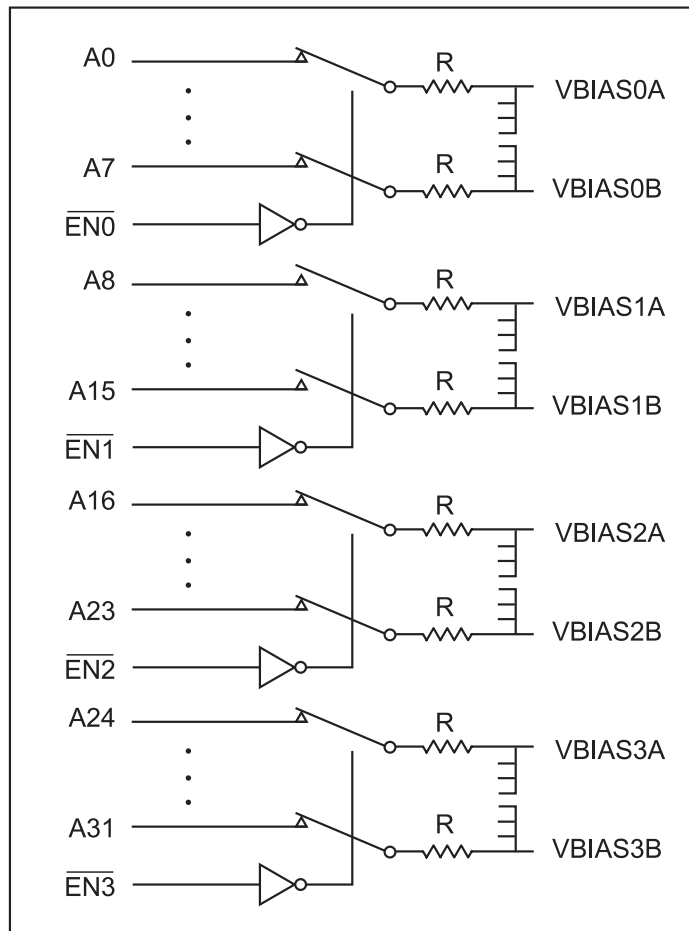 A0
R
VBIAS0A
A7
R
VBIAS0B
EN0
A8
R
VBIAS1A
A15
R
VBIAS1B
EN1
A16
R
VBIAS2A
A23
R
VBIAS2B
EN2
A24
R
VBIAS3A
A31
R
VBIAS3B
EN3